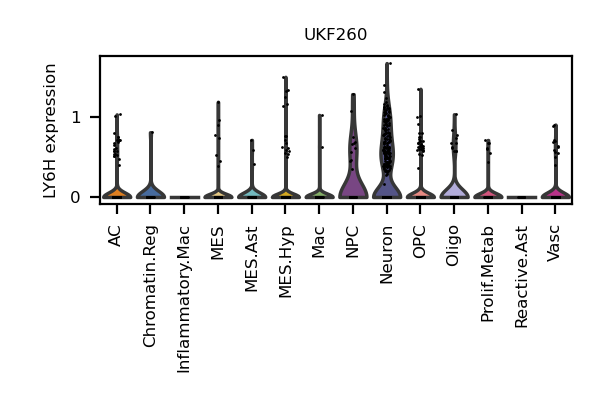 UKF260
LY6H expression
1
0
AC
Chromatin.Reg
Inflammatory.Mac
MES
MES.Ast
MES.Hyp
Mac
NPC
Neuron
OPC
Oligo
Prolif.Metab
Reactive.Ast
Vasc